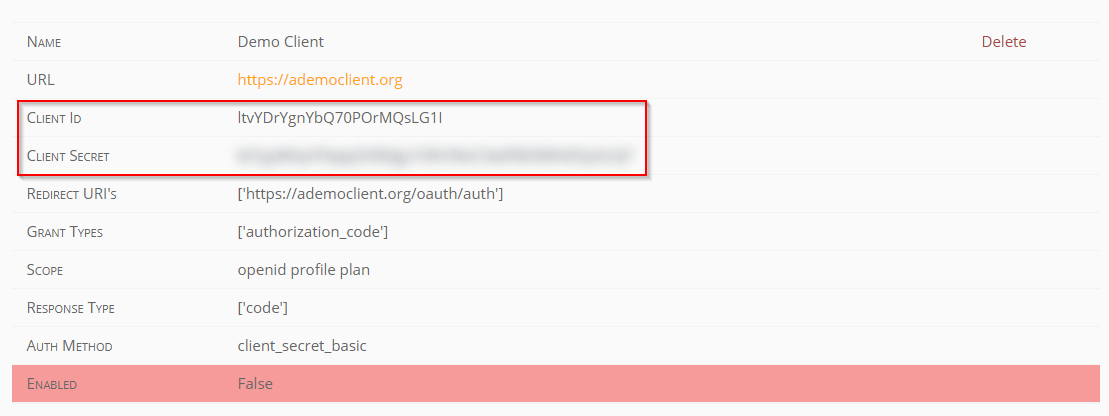 Name Demo Client Delete
URL https://ademoclient.org
Client Id ltvYDrYgnYbQ70POrMQsLG1I
Client Secret
Redirect URI's ['https://ademoclient.org/oauth/auth']
Grant Types ['authorization_code']
Scope openid profile plan
Response Type ['code']
Auth Method client_secret_basic
Enabled False